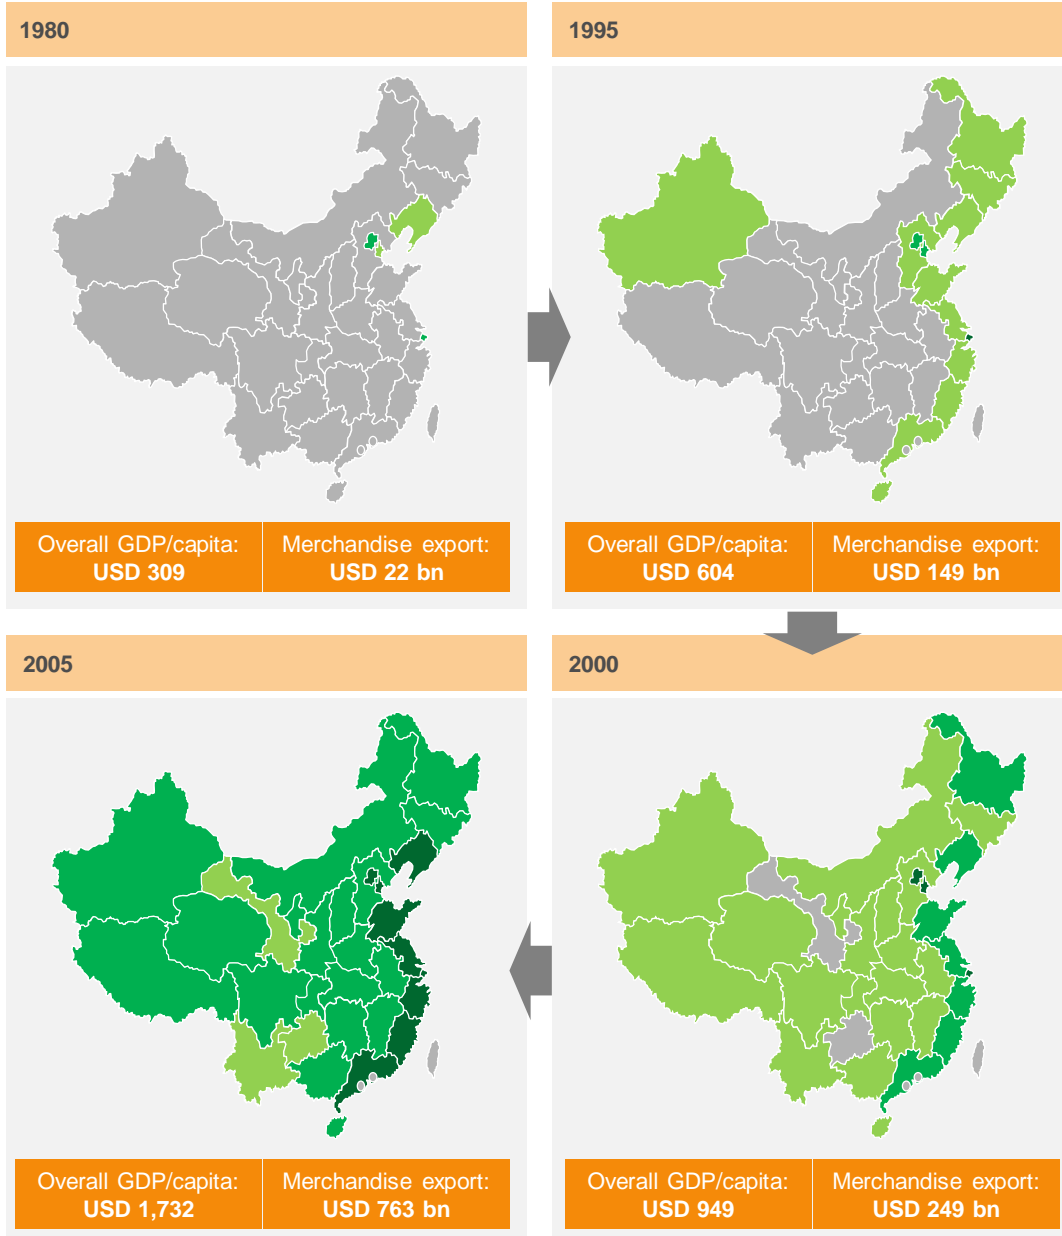 1980
1995
Overall GDP/capita:
USD 309
Merchandise export:
USD 22 bn
Overall GDP/capita:
USD 604
Merchandise export:
USD 149 bn
2005
2000
Overall GDP/capita:
USD 1,732
Merchandise export:
USD 763 bn
Overall GDP/capita:
USD 949
Merchandise export:
USD 249 bn